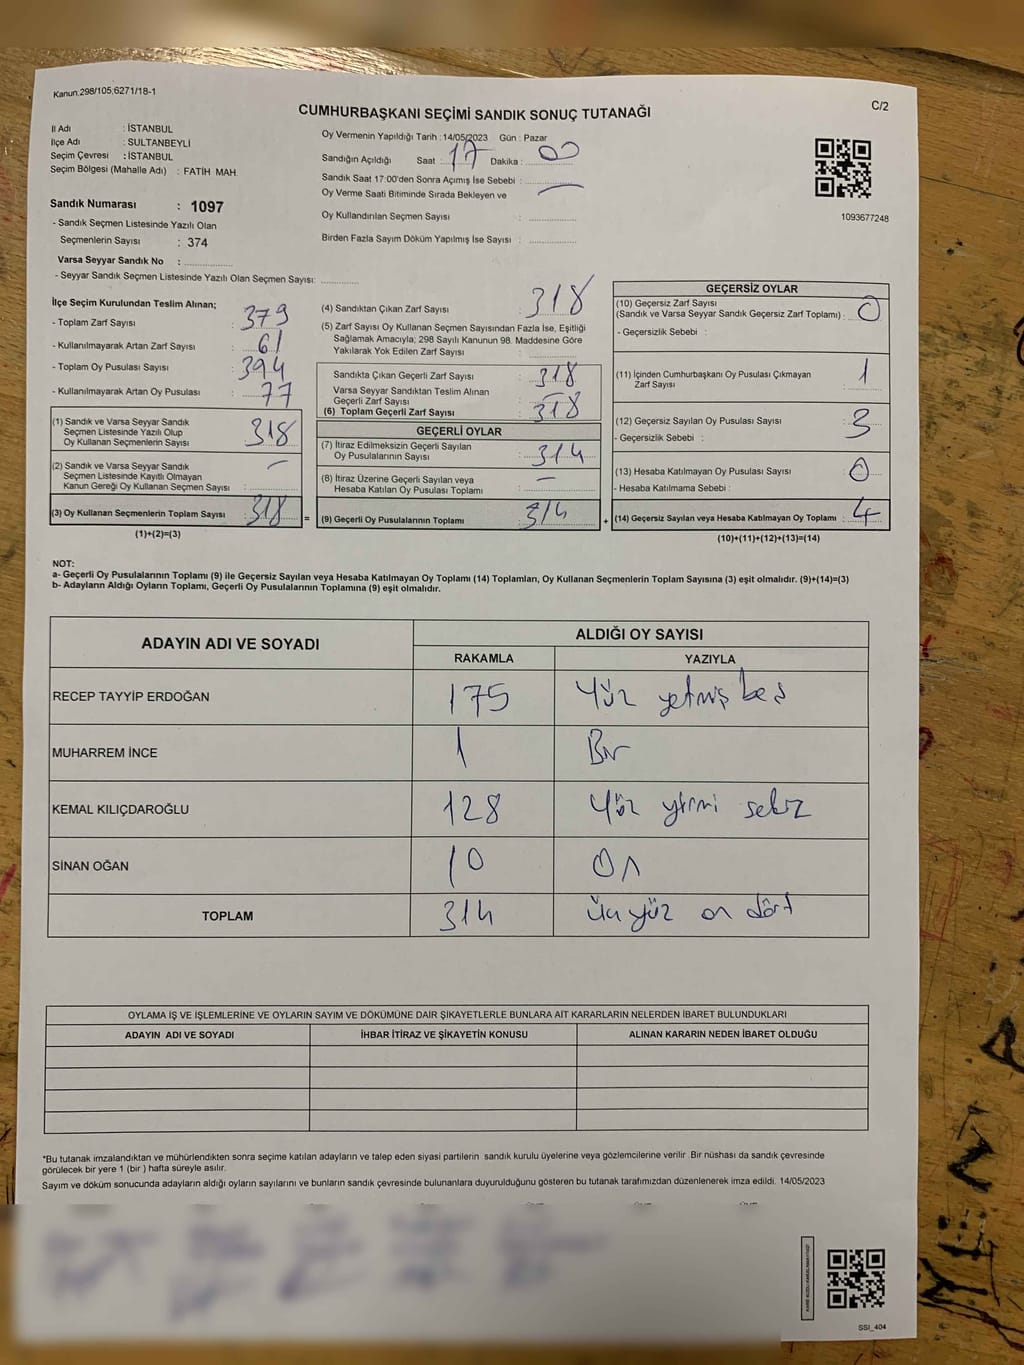 Kanun.298/105,6271/18-1
C/2
CUMHURBAŞKANI SEÇİMİ SANDIK SONUÇ TUTANAĞI
İl Adı : İSTANBUL
İlçe Adı : SULTANBEYLİ
Seçim Çevresi : İSTANBUL
Seçim Bölgesi (Mahalle Adı) : FATİH MAH.
Sandık Numarası : 1097
- Sandık Seçmen Listesinde Yazılı Olan
Seçmenlerin Sayısı : 374
Varsa Seyyar Sandık No :
- Seyyar Sandık Seçmen Listesinde Yazılı Olan Seçmen Sayısı:
Oy Vermenin Yapıldığı Tarih : 14/05/2023 Gün : Pazar
Sandığın Açıldığı Saat : 17 Dakika : 00
Sandık Saat 17:00'den Sonra Açımış İse Sebebi :
Oy Verme Saati Bitiminde Sırada Bekleyen ve
Oy Kullandırılan Seçmen Sayısı :
Birden Fazla Sayım Döküm Yapılmış İse Sayısı :
1093677248
İlçe Seçim Kurulundan Teslim Alınan;
- Toplam Zarf Sayısı : 379
- Kullanılmayarak Artan Zarf Sayısı : 61
- Toplam Oy Pusulası Sayısı : 394
- Kullanılmayarak Artan Oy Pusulası : 77
(1) Sandık ve Varsa Seyyar Sandık
Seçmen Listesinde Yazılı Olup
Oy Kullanan Seçmenlerin Sayısı : 318
(2) Sandık ve Varsa Seyyar Sandık
Seçmen Listesinde Kayıtlı Olmayan
Kanun Gereği Oy Kullanan Seçmen Sayısı : –
(3) Oy Kullanan Seçmenlerin Toplam Sayısı : 318
(1)+(2)=(3)
=
(4) Sandıktan Çıkan Zarf Sayısı : 318
(5) Zarf Sayısı Oy Kullanan Seçmen Sayısından Fazla İse, Eşitliği
Sağlamak Amacıyla; 298 Sayılı Kanunun 98. Maddesine Göre
Yakılarak Yok Edilen Zarf Sayısı :
Sandıkta Çıkan Geçerli Zarf Sayısı : 318
Varsa Seyyar Sandıktan Teslim Alınan
Geçerli Zarf Sayısı : –
(6) Toplam Geçerli Zarf Sayısı : 318
GEÇERLİ OYLAR
(7) İtiraz Edilmeksizin Geçerli Sayılan
Oy Pusulalarının Sayısı : 314
(8) İtiraz Üzerine Geçerli Sayılan veya
Hesaba Katılan Oy Pusulası Toplamı : –
(9) Geçerli Oy Pusulalarının Toplamı : 314
+
GEÇERSİZ OYLAR
(10) Geçersiz Zarf Sayısı
(Sandık ve Varsa Seyyar Sandık Geçersiz Zarf Toplamı) : 0
- Geçersizlik Sebebi :
(11) İçinden Cumhurbaşkanı Oy Pusulası Çıkmayan
Zarf Sayısı : 1
(12) Geçersiz Sayılan Oy Pusulası Sayısı : 3
- Geçersizlik Sebebi :
(13) Hesaba Katılmayan Oy Pusulası Sayısı : 0
- Hesaba Katılmama Sebebi :
(14) Geçersiz Sayılan veya Hesaba Katılmayan Oy Toplamı : 4
(10)+(11)+(12)+(13)=(14)
NOT:
a- Geçerli Oy Pusulalarının Toplamı (9) ile Geçersiz Sayılan veya Hesaba Katılmayan Oy Toplamı (14) Toplamları, Oy Kullanan Seçmenlerin Toplam Sayısına (3) eşit olmalıdır. (9)+(14)=(3)
b- Adayların Aldığı Oyların Toplamı, Geçerli Oy Pusulalarının Toplamına (9) eşit olmalıdır.
ADAYIN ADI VE SOYADI ALDIĞI OY SAYISI
RAKAMLA YAZIYLA
RECEP TAYYİP ERDOĞAN 175 Yüz yetmiş beş
MUHARREM İNCE 1 Bir
KEMAL KILIÇDAROĞLU 128 Yüz yirmi sekiz
SİNAN OĞAN 10 On
TOPLAM 314 Üçyüz on dört
OYLAMA İŞ VE İŞLEMLERİNE VE OYLARIN SAYIM VE DÖKÜMÜNE DAİR ŞİKAYETLERLE BUNLARA AİT KARARLARIN NELERDEN İBARET BULUNDUKLARI
ADAYIN ADI VE SOYADI İHBAR İTİRAZ VE ŞİKAYETİN KONUSU ALINAN KARARIN NEDEN İBARET OLDUĞU
*Bu tutanak imzalandıktan ve mühürlendikten sonra seçime katılan adayların ve talep eden siyasi partilerin sandık kurulu üyelerine veya gözlemcilerine verilir .Bir nüshası da sandık çevresinde
görülecek bir yere 1 (bir ) hafta süreyle asılır.
Sayım ve döküm sonucunda adayların aldığı oyların sayılarını ve bunların sandık çevresinde bulunanlara duyurulduğunu gösteren bu tutanak tarafımızdan düzenlenerek imza edildi. 14/05/2023
SSI_404